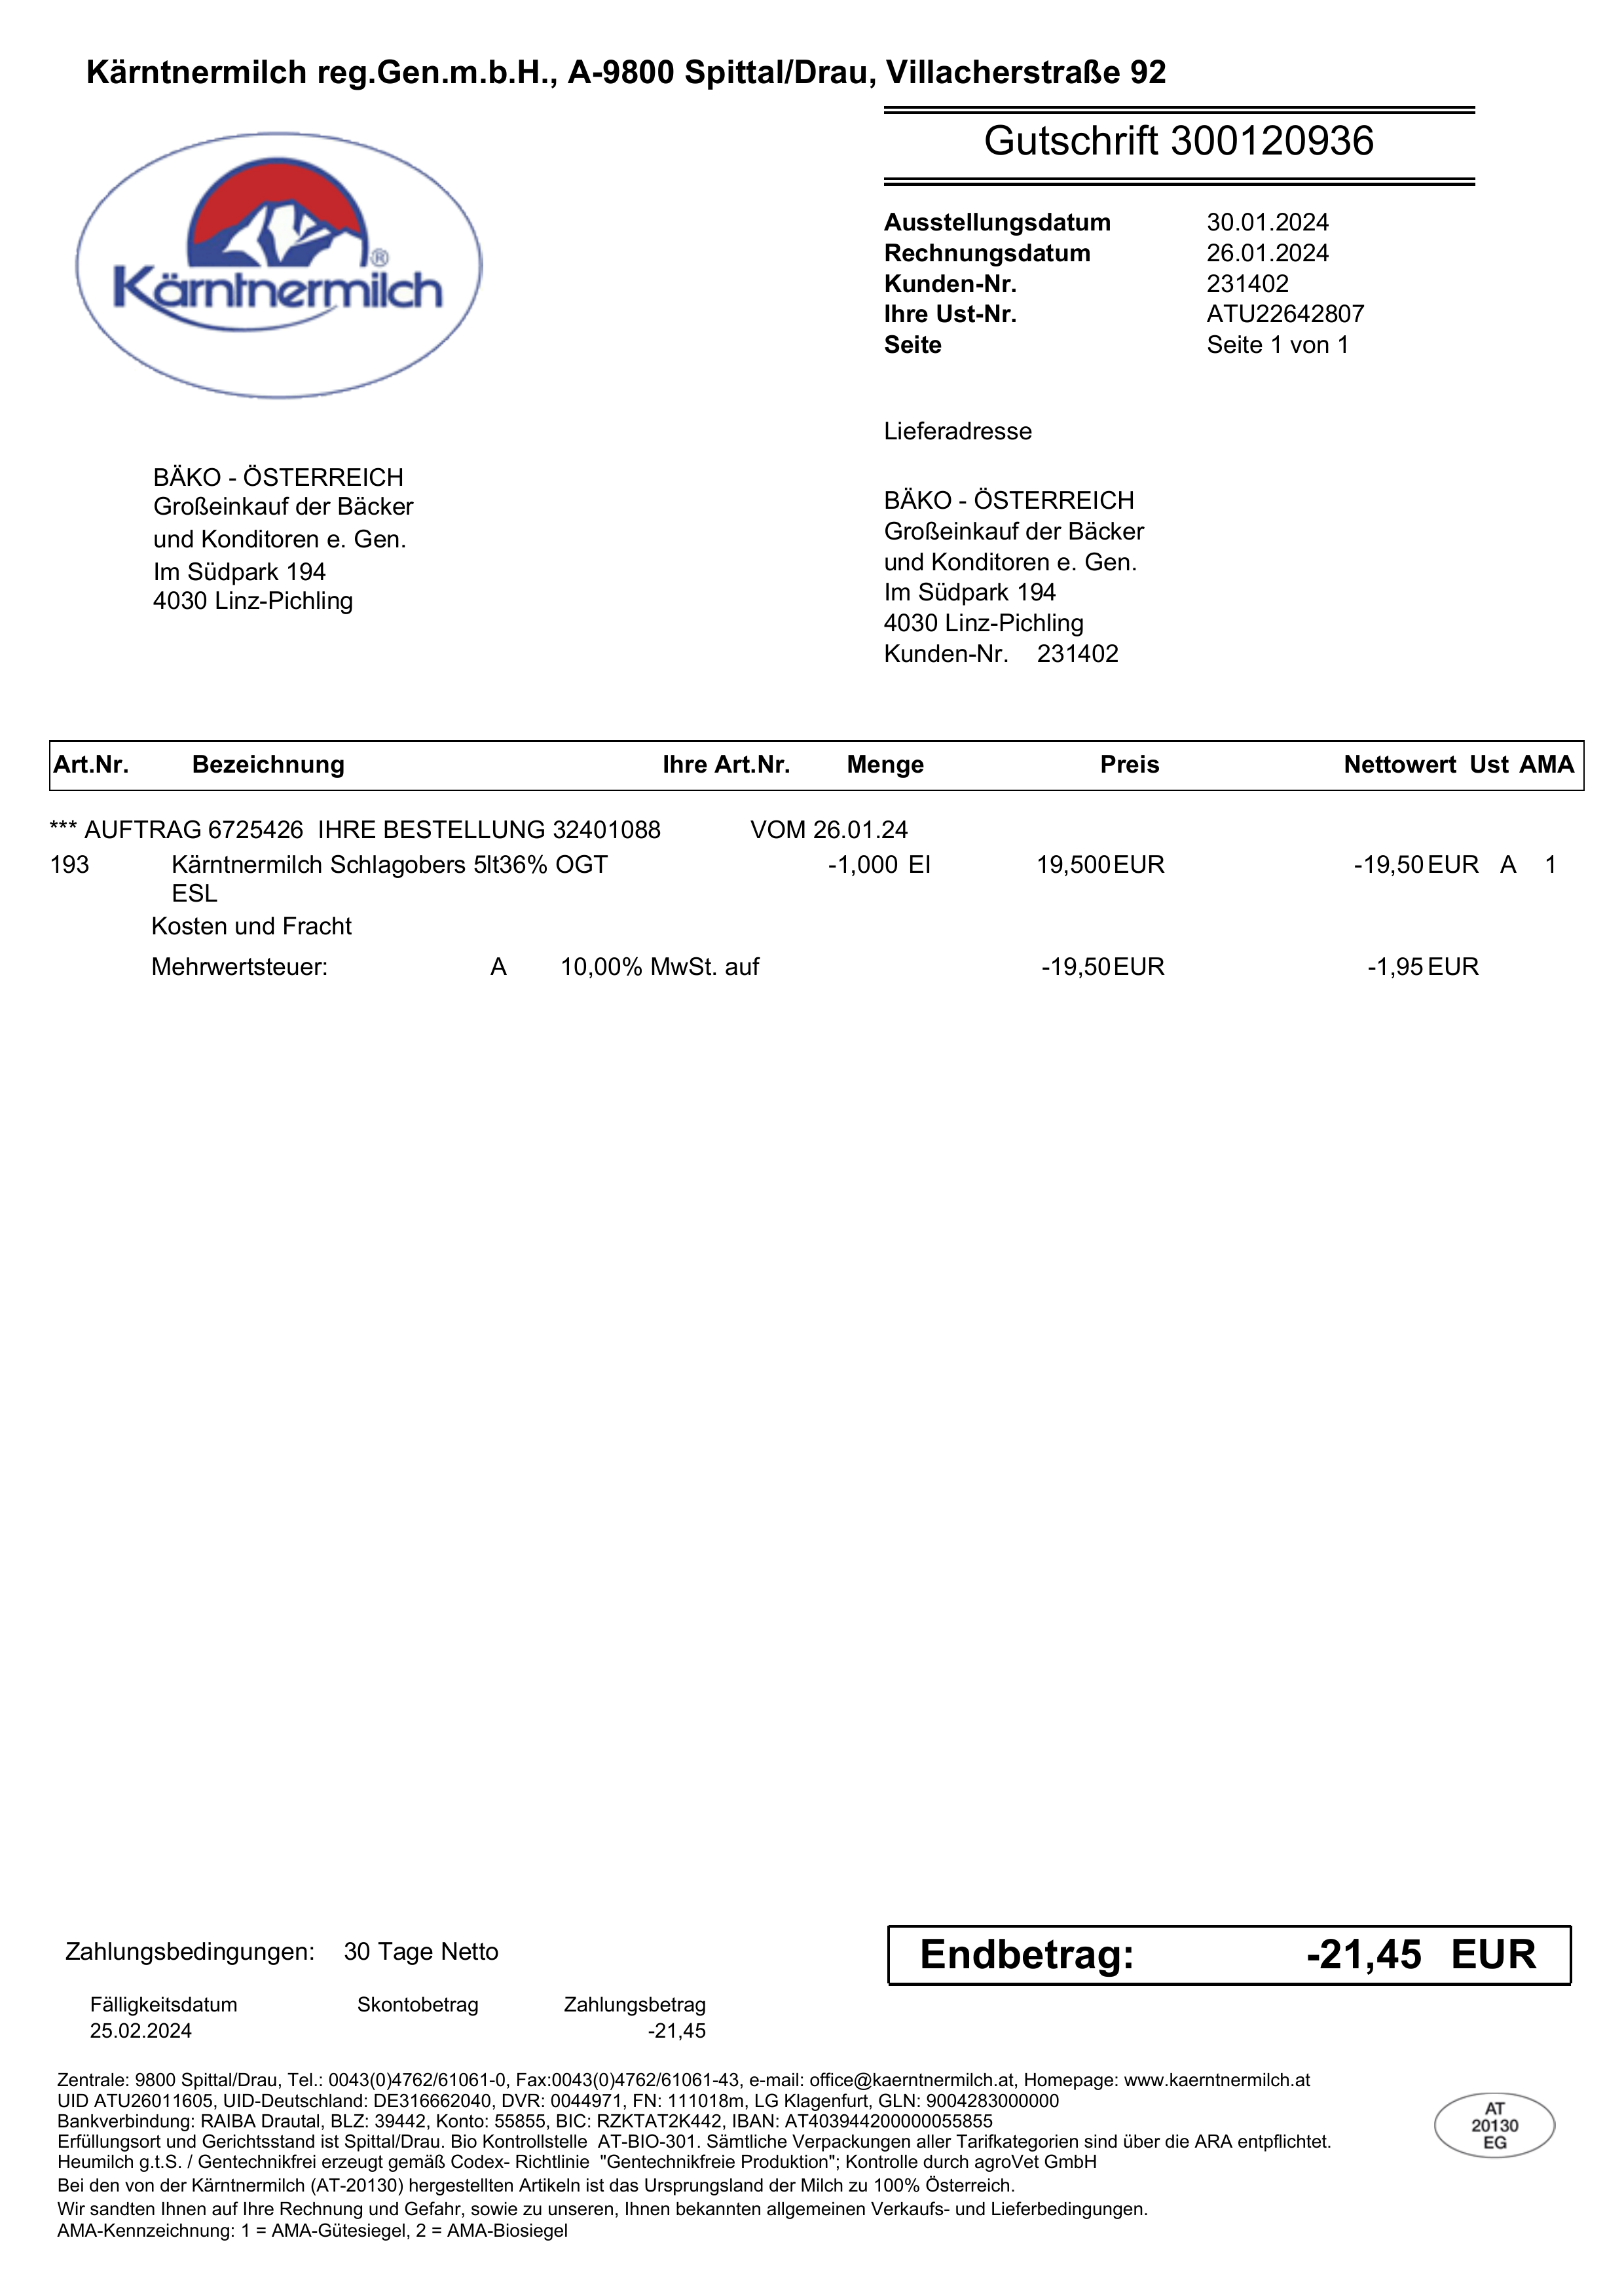 Kärntnermilch reg.Gen.m.b.H., A-9800 Spittal/Drau, Villacherstraße 92
Gutschrift 300120936
Kärntnermilch®
Ausstellungsdatum 30.01.2024
Rechnungsdatum 26.01.2024
Kunden-Nr. 231402
Ihre Ust-Nr. ATU22642807
Seite Seite 1 von 1
Lieferadresse
BÄKO - ÖSTERREICH
Großeinkauf der Bäcker
und Konditoren e. Gen.
Im Südpark 194
4030 Linz-Pichling
BÄKO - ÖSTERREICH
Großeinkauf der Bäcker
und Konditoren e. Gen.
Im Südpark 194
4030 Linz-Pichling
Kunden-Nr. 231402
Art.Nr. Bezeichnung Ihre Art.Nr. Menge Preis Nettowert Ust AMA
*** AUFTRAG 6725426 IHRE BESTELLUNG 32401088 VOM 26.01.24
193 Kärntnermilch Schlagobers 5lt36% OGT -1,000 EI 19,500 EUR -19,50 EUR A 1
ESL
Kosten und Fracht
Mehrwertsteuer: A 10,00% MwSt. auf -19,50 EUR -1,95 EUR
Zahlungsbedingungen: 30 Tage Netto
Endbetrag: -21,45 EUR
Fälligkeitsdatum Skontobetrag Zahlungsbetrag
25.02.2024 -21,45
Zentrale: 9800 Spittal/Drau, Tel.: 0043(0)4762/61061-0, Fax:0043(0)4762/61061-43, e-mail: office@kaerntnermilch.at, Homepage: www.kaerntnermilch.at
UID ATU26011605, UID-Deutschland: DE316662040, DVR: 0044971, FN: 111018m, LG Klagenfurt, GLN: 9004283000000
Bankverbindung: RAIBA Drautal, BLZ: 39442, Konto: 55855, BIC: RZKTAT2K442, IBAN: AT403944200000055855
Erfüllungsort und Gerichtsstand ist Spittal/Drau. Bio Kontrollstelle AT-BIO-301. Sämtliche Verpackungen aller Tarifkategorien sind über die ARA entpflichtet.
Heumilch g.t.S. / Gentechnikfrei erzeugt gemäß Codex- Richtlinie "Gentechnikfreie Produktion"; Kontrolle durch agroVet GmbH
Bei den von der Kärntnermilch (AT-20130) hergestellten Artikeln ist das Ursprungsland der Milch zu 100% Österreich.
Wir sandten Ihnen auf Ihre Rechnung und Gefahr, sowie zu unseren, Ihnen bekannten allgemeinen Verkaufs- und Lieferbedingungen.
AMA-Kennzeichnung: 1 = AMA-Gütesiegel, 2 = AMA-Biosiegel
AT
20130
EG